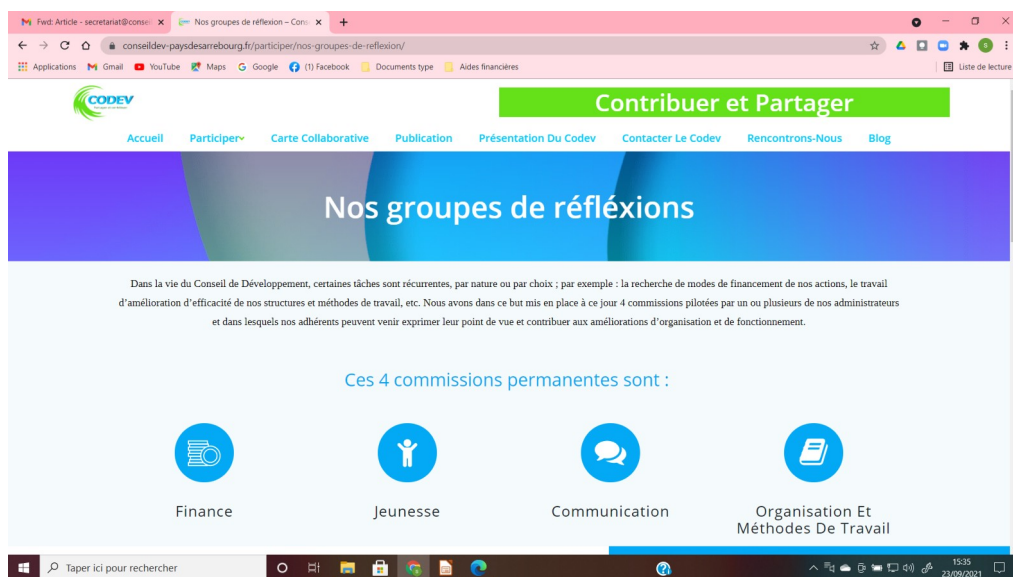 Fwd: Article - secretariat@conseil
Nos groupes de réflexion – Cons
conseildev-paysdesarrebourg.fr/participer/nos-groupes-de-reflexion/
S
Applications Gmail YouTube Maps Google (1) Facebook Documents type Aides financières Liste de lecture
CODEV
Contribuer et Partager
Accueil Participer Carte Collaborative Publication Présentation Du Codev Contacter Le Codev Rencontrons-Nous Blog
Nos groupes de réfléxions
Dans la vie du Conseil de Développement, certaines tâches sont récurrentes, par nature ou par choix ; par exemple : la recherche de modes de financement de nos actions, le travail
d’amélioration d’efficacité de nos structures et méthodes de travail, etc. Nous avons dans ce but mis en place à ce jour 4 commissions pilotées par un ou plusieurs de nos administrateurs
et dans lesquels nos adhérents peuvent venir exprimer leur point de vue et contribuer aux améliorations d’organisation et de fonctionnement.
Ces 4 commissions permanentes sont :
Finance
Jeunesse
Communication
Organisation Et
Méthodes De Travail
Taper ici pour rechercher
15:35
23/09/2021